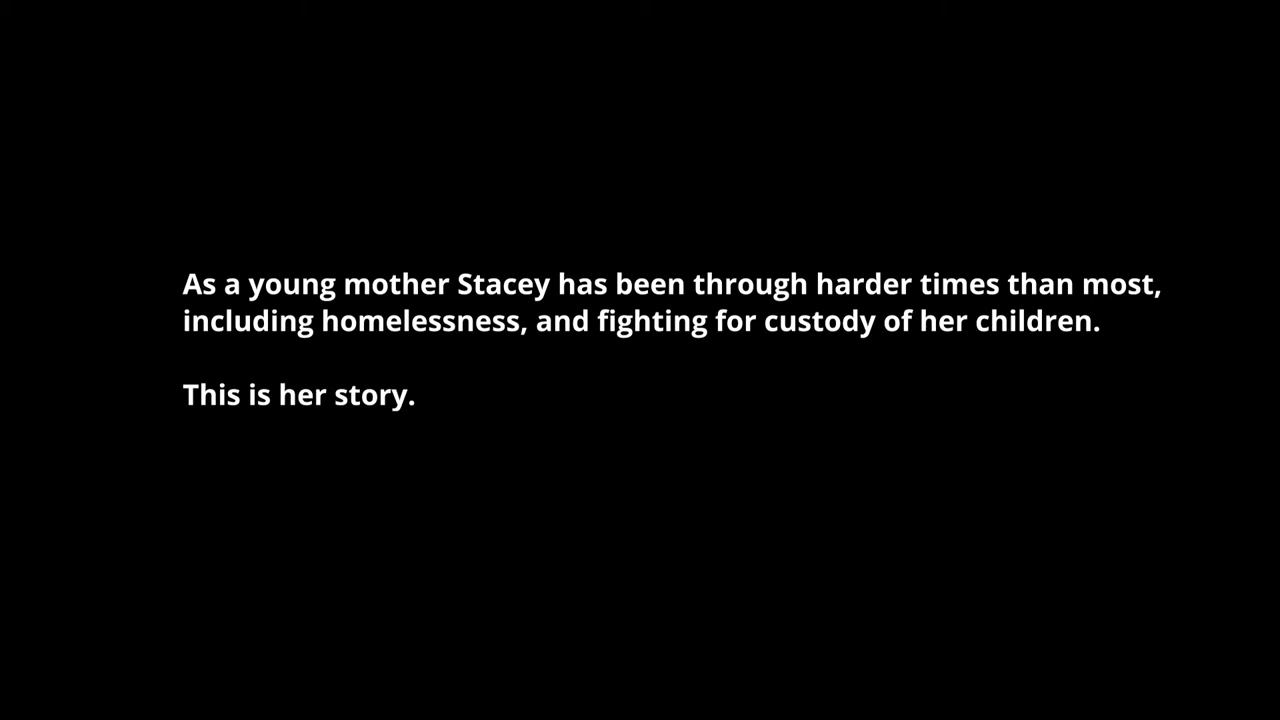 As a young mother Stacey has been through harder times than most,
including homelessness, and fighting for custody of her children.
This is her story.